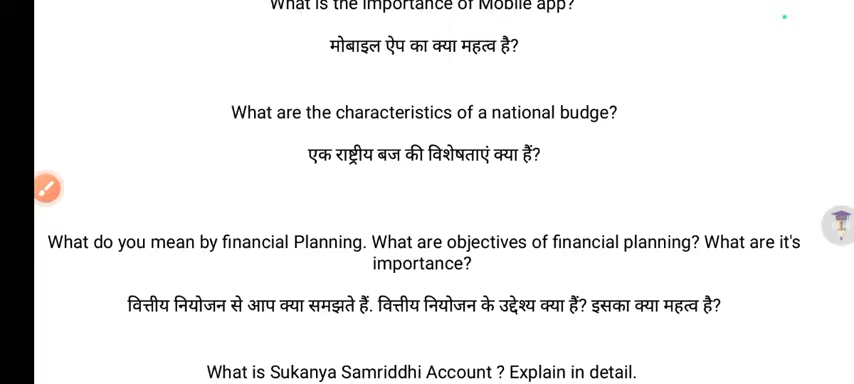 What is the importance of Mobile app?
मोबाइल ऐप का क्या महत्व है?
What are the characteristics of a national budge?
एक राष्ट्रीय बज की विशेषताएं क्या हैं?
What do you mean by financial Planning. What are objectives of financial planning? What are it's
importance?
वित्तीय नियोजन से आप क्या समझते हैं. वित्तीय नियोजन के उद्देश्य क्या हैं? इसका क्या महत्व है?
What is Sukanya Samriddhi Account ? Explain in detail.